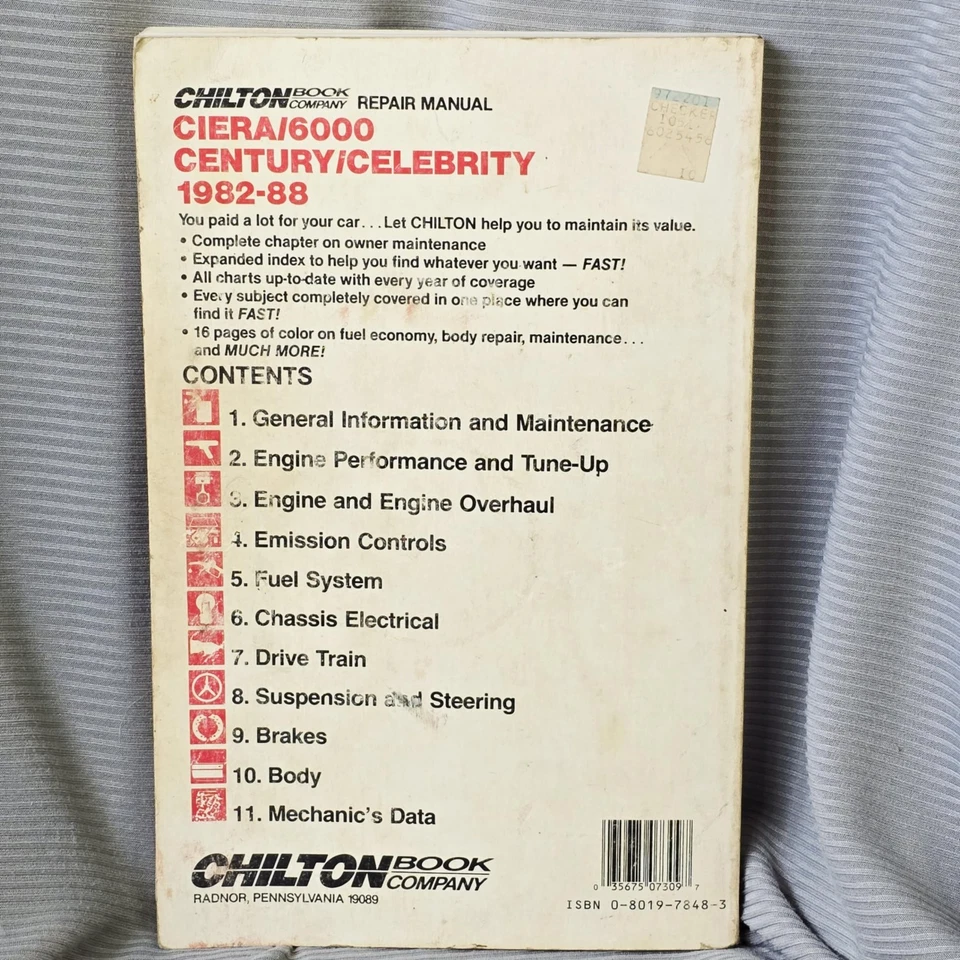 CHILTON BOOK COMPANY REPAIR MANUAL
CIERA/6000
CENTURY/CELEBRITY
1982-88
CHECKER
You paid a lot for your car...Let CHILTON help you to maintain its value.
• Complete chapter on owner maintenance
• Expanded index to help you find whatever you want — FAST!
• All charts up-to-date with every year of coverage
• Every subject completely covered in one place where you can
find it FAST!
• 16 pages of color on fuel economy, body repair, maintenance...
and MUCH MORE!
CONTENTS
1. General Information and Maintenance
2. Engine Performance and Tune-Up
3. Engine and Engine Overhaul
4. Emission Controls
5. Fuel System
6. Chassis Electrical
7. Drive Train
8. Suspension and Steering
9. Brakes
10. Body
11. Mechanic's Data
CHILTON BOOK COMPANY
RADNOR, PENNSYLVANIA 19089
0 35675 07309 7
ISBN 0-8019-7848-3